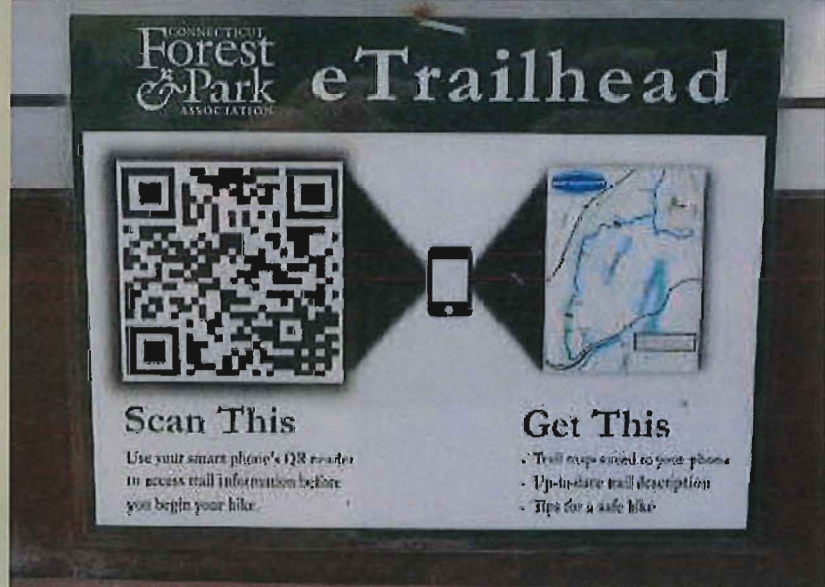 CONNECTICUT
Forest
& Park
ASSOCIATION
eTrailhead
Scan This
Use your smart phone's QR reader
to access trail information before
you begin your hike.
Get This
- Trail maps saved to your phone
- Up-to-date trail description
- Tips for a safe hike